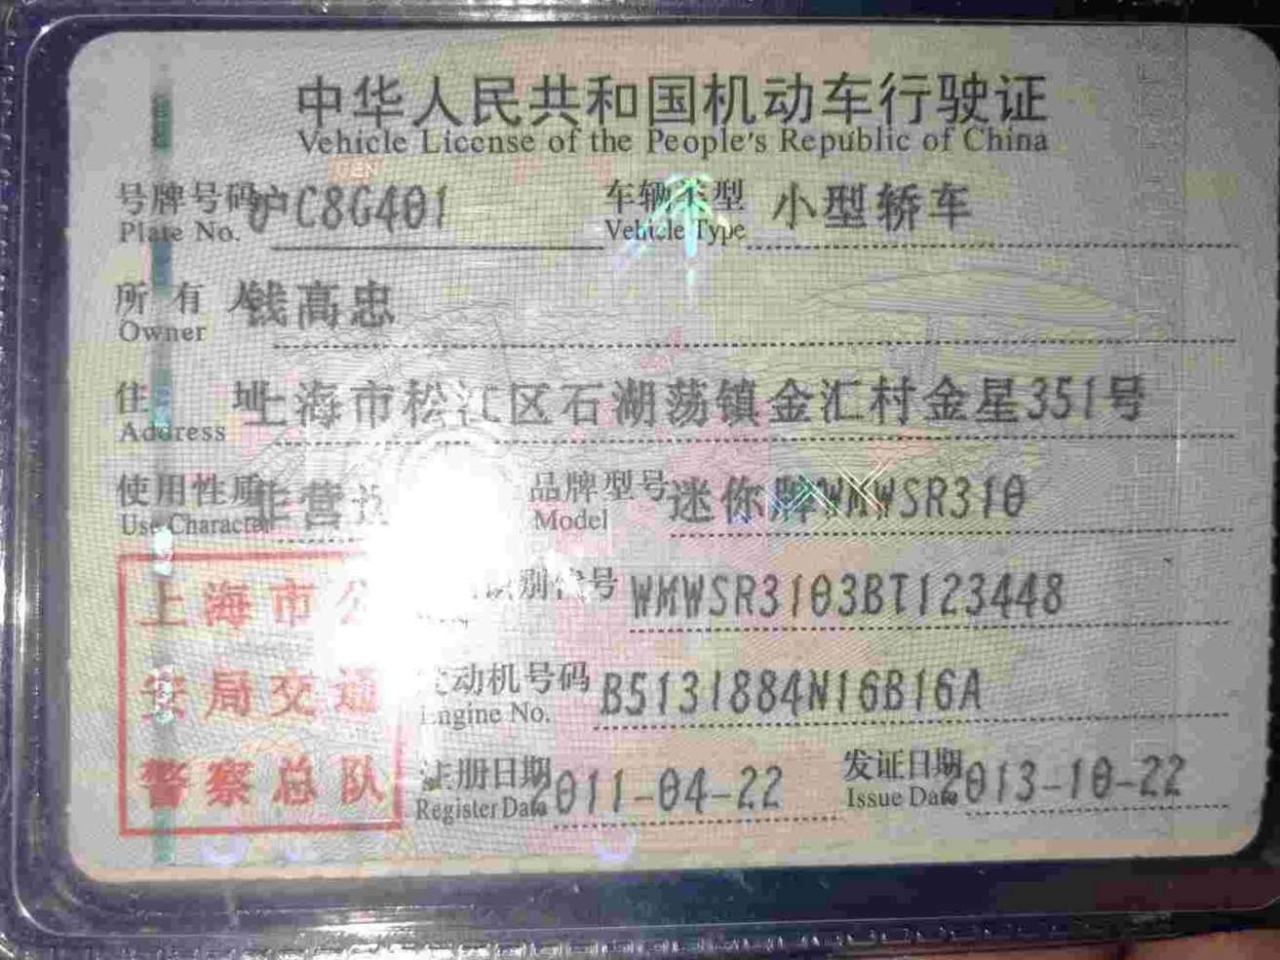 中华人民共和国机动车行驶证
Vehicle License of the People's Republic of China
号牌号码 沪C8G401 车辆类型 小型轿车
Plate No. Vehicle Type
所有人 钱高忠
Owner
住址 上海市松江区石湖荡镇金汇村金星351号
Address
使用性质 非营运 品牌型号 迷你牌WMWSR310
Use Character Model
识别代号 WMWSR3103BT123448
发动机号码 B5131884N16B16A
Engine No.
注册日期 2011-04-22 发证日期 2013-10-22
Register Date Issue Date
上海市公
安局交通
警察总队